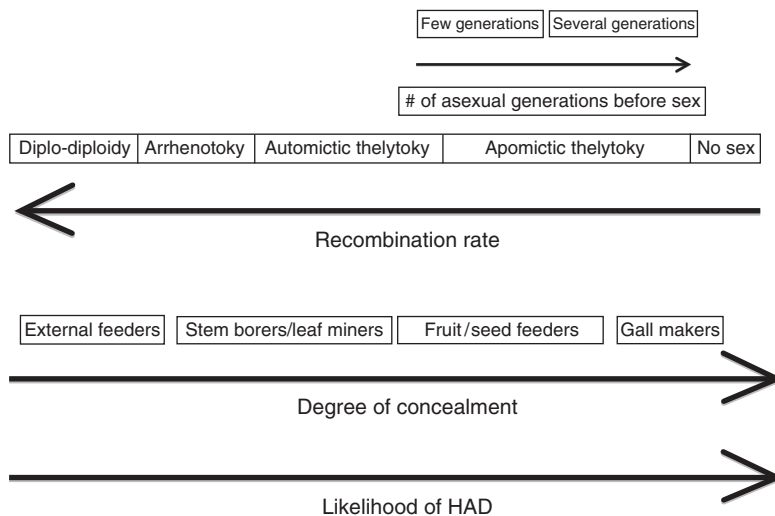 Few generations Several generations
# of asexual generations before sex
Diplo-diploidy Arrhenotoky Automictic thelytoky Apomictic thelytoky No sex
Recombination rate
External feeders Stem borers/leaf miners Fruit/seed feeders Gall makers
Degree of concealment
Likelihood of HAD